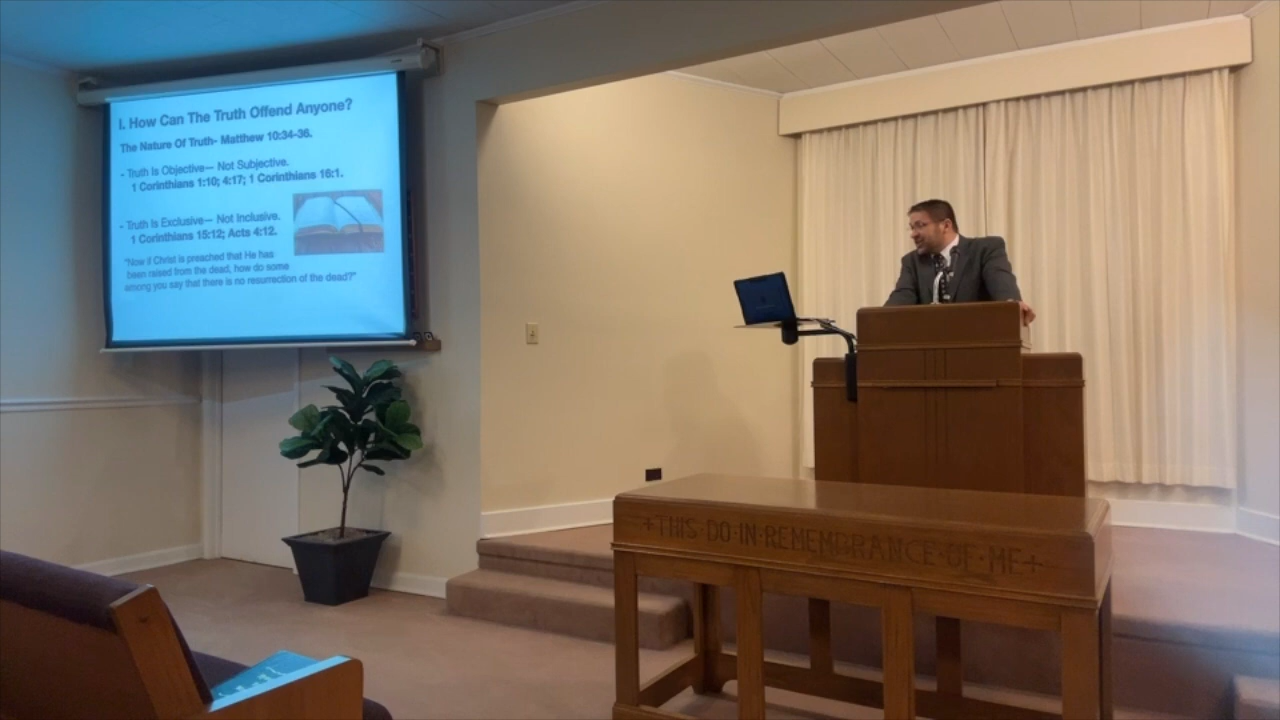 I. How Can The Truth Offend Anyone?
The Nature Of Truth- Matthew 10:34-36.
- Truth Is Objective— Not Subjective.
1 Corinthians 1:10; 4:17; 1 Corinthians 16:1.
- Truth Is Exclusive— Not Inclusive.
1 Corinthians 15:12; Acts 4:12.
"Now if Christ is preached that He has
been raised from the dead, how do some
among you say that there is no resurrection of the dead?"
+THIS·DO·IN·REMEMBRANCE·OF·ME+